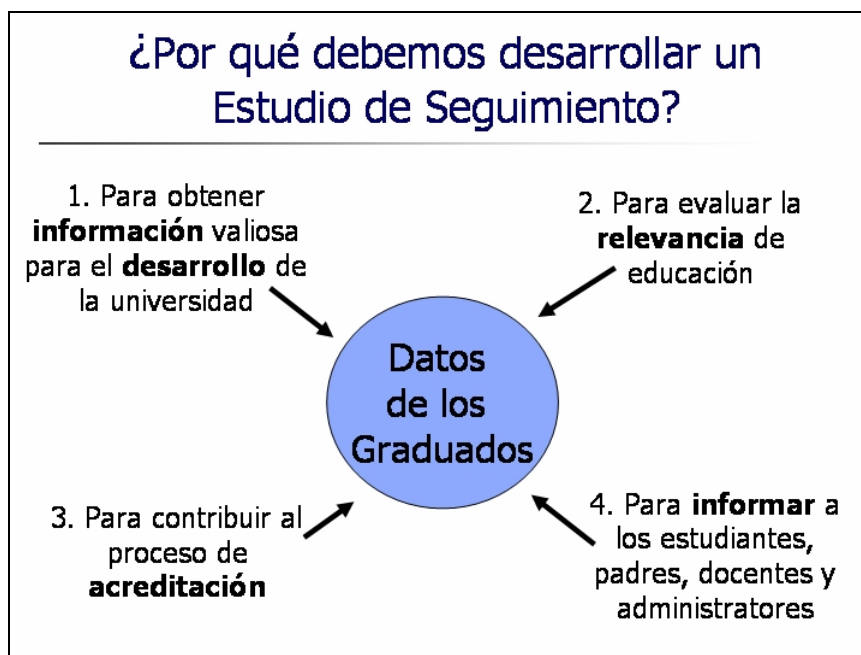 ¿Por qué debemos desarrollar un
Estudio de Seguimiento?
1. Para obtener
información valiosa
para el desarrollo de
la universidad
2. Para evaluar la
relevancia de
educación
Datos
de los
Graduados
3. Para contribuir al
proceso de
acreditación
4. Para informar a
los estudiantes,
padres, docentes y
administratores